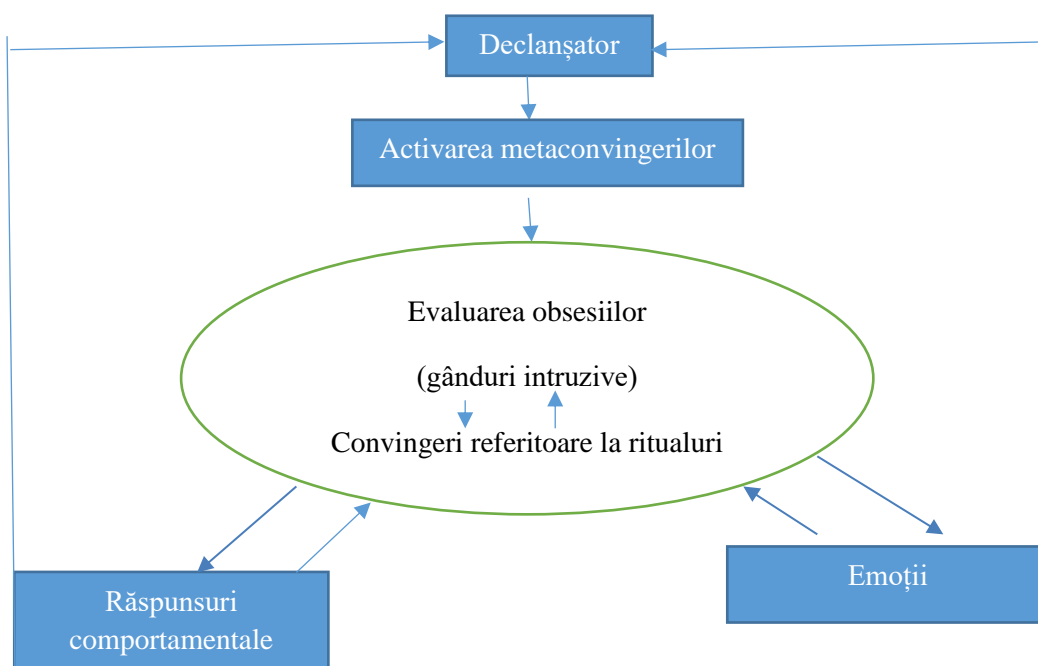 Declanșator
Activarea metaconvingerilor
Evaluarea obsesiilor
(gânduri intruzive)
Convingeri referitoare la ritualuri
Răspunsuri
comportamentale
Emoții